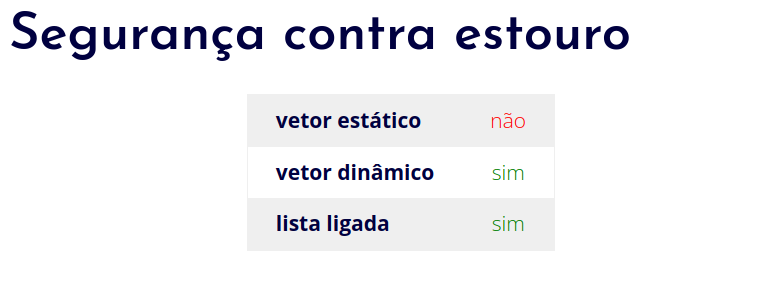 Segurança contra estouro
vetor estático não
vetor dinâmico sim
lista ligada sim